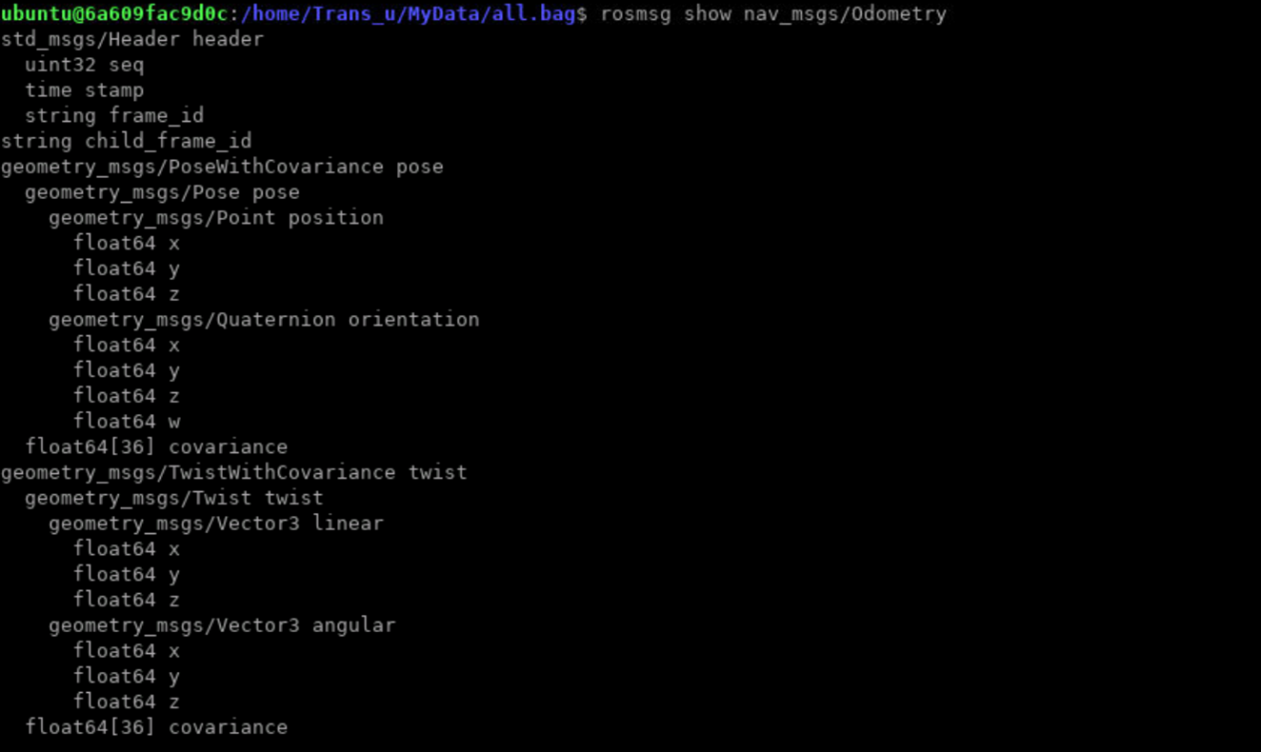 ubuntu@6a609fac9d0c:/home/Trans_u/MyData/all.bag$ rosmsg show nav_msgs/Odometry
std_msgs/Header header
  uint32 seq
  time stamp
  string frame_id
string child_frame_id
geometry_msgs/PoseWithCovariance pose
  geometry_msgs/Pose pose
    geometry_msgs/Point position
      float64 x
      float64 y
      float64 z
    geometry_msgs/Quaternion orientation
      float64 x
      float64 y
      float64 z
      float64 w
  float64[36] covariance
geometry_msgs/TwistWithCovariance twist
  geometry_msgs/Twist twist
    geometry_msgs/Vector3 linear
      float64 x
      float64 y
      float64 z
    geometry_msgs/Vector3 angular
      float64 x
      float64 y
      float64 z
  float64[36] covariance